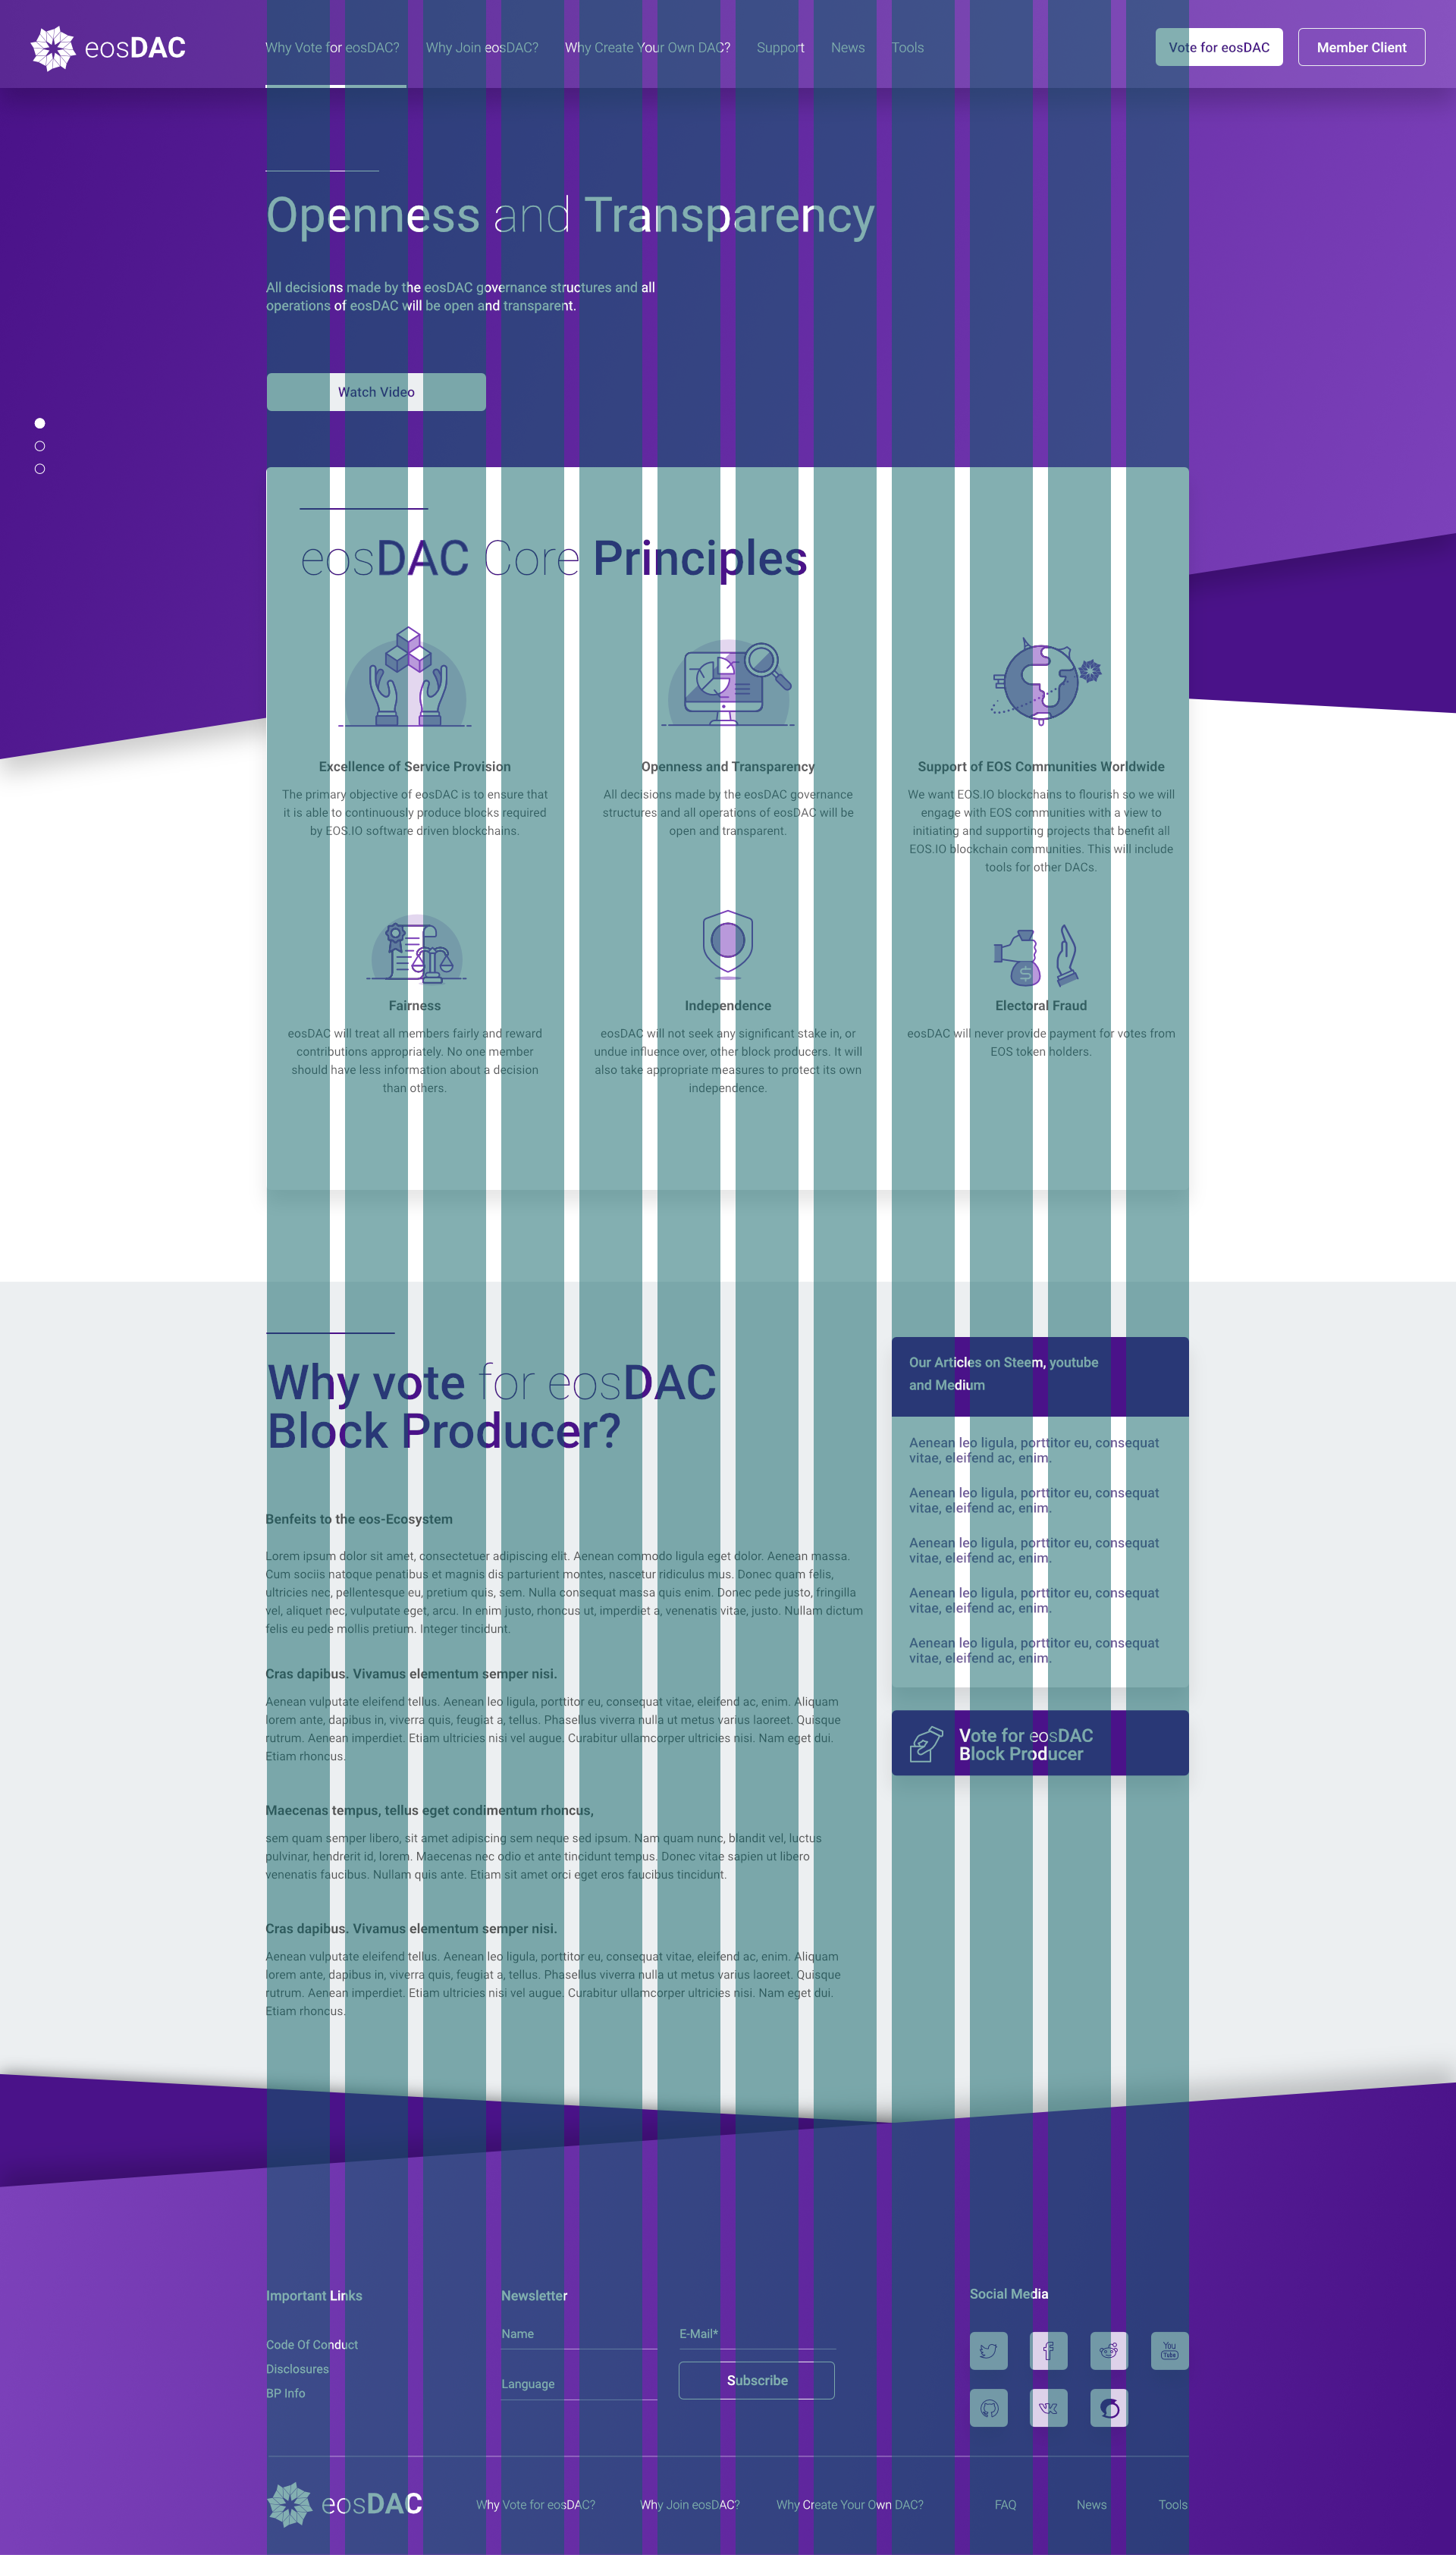 eosDAC
Why Vote for eosDAC?
Why Join eosDAC?
Why Create Your Own DAC?
Support
News
Tools
Vote for eosDAC
Member Client
Openness and Transparency
All decisions made by the eosDAC governance structures and all
operations of eosDAC will be open and transparent.
Watch Video
eosDAC Core Principles
Excellence of Service Provision
The primary objective of eosDAC is to ensure that
it is able to continuously produce blocks required
by EOS.IO software driven blockchains.
Openness and Transparency
All decisions made by the eosDAC governance
structures and all operations of eosDAC will be
open and transparent.
Support of EOS Communities Worldwide
We want EOS.IO blockchains to flourish so we will
engage with EOS communities with a view to
initiating and supporting projects that benefit all
EOS.IO blockchain communities. This will include
tools for other DACs.
Fairness
eosDAC will treat all members fairly and reward
contributions appropriately. No one member
should have less information about a decision
than others.
Independence
eosDAC will not seek any significant stake in, or
undue influence over, other block producers. It will
also take appropriate measures to protect its own
independence.
$
Electoral Fraud
eosDAC will never provide payment for votes from
EOS token holders.
Why vote for eosDAC
Block Producer?
Benfeits to the eos-Ecosystem
Lorem ipsum dolor sit amet, consectetuer adipiscing elit. Aenean commodo ligula eget dolor. Aenean massa.
Cum sociis natoque penatibus et magnis dis parturient montes, nascetur ridiculus mus. Donec quam felis,
ultricies nec, pellentesque eu, pretium quis, sem. Nulla consequat massa quis enim. Donec pede justo, fringilla
vel, aliquet nec, vulputate eget, arcu. In enim justo, rhoncus ut, imperdiet a, venenatis vitae, justo. Nullam dictum
felis eu pede mollis pretium. Integer tincidunt.
Cras dapibus. Vivamus elementum semper nisi.
Aenean vulputate eleifend tellus. Aenean leo ligula, porttitor eu, consequat vitae, eleifend ac, enim. Aliquam
lorem ante, dapibus in, viverra quis, feugiat a, tellus. Phasellus viverra nulla ut metus varius laoreet. Quisque
rutrum. Aenean imperdiet. Etiam ultricies nisi vel augue. Curabitur ullamcorper ultricies nisi. Nam eget dui.
Etiam rhoncus.
Maecenas tempus, tellus eget condimentum rhoncus,
sem quam semper libero, sit amet adipiscing sem neque sed ipsum. Nam quam nunc, blandit vel, luctus
pulvinar, hendrerit id, lorem. Maecenas nec odio et ante tincidunt tempus. Donec vitae sapien ut libero
venenatis faucibus. Nullam quis ante. Etiam sit amet orci eget eros faucibus tincidunt.
Cras dapibus. Vivamus elementum semper nisi.
Aenean vulputate eleifend tellus. Aenean leo ligula, porttitor eu, consequat vitae, eleifend ac, enim. Aliquam
lorem ante, dapibus in, viverra quis, feugiat a, tellus. Phasellus viverra nulla ut metus varius laoreet. Quisque
rutrum. Aenean imperdiet. Etiam ultricies nisi vel augue. Curabitur ullamcorper ultricies nisi. Nam eget dui.
Etiam rhoncus.
Our Articles on Steem, youtube
and Medium
Aenean leo ligula, porttitor eu, consequat
vitae, eleifend ac, enim.
Aenean leo ligula, porttitor eu, consequat
vitae, eleifend ac, enim.
Aenean leo ligula, porttitor eu, consequat
vitae, eleifend ac, enim.
Aenean leo ligula, porttitor eu, consequat
vitae, eleifend ac, enim.
Aenean leo ligula, porttitor eu, consequat
vitae, eleifend ac, enim.
Vote for eosDAC
Block Producer
Important Links
Code Of Conduct
Disclosures
BP Info
Newsletter
Name
E-Mail*
Language
Subscribe
Social Media
You
Tube
eosDAC
Why Vote for eosDAC?
Why Join eosDAC?
Why Create Your Own DAC?
FAQ
News
Tools